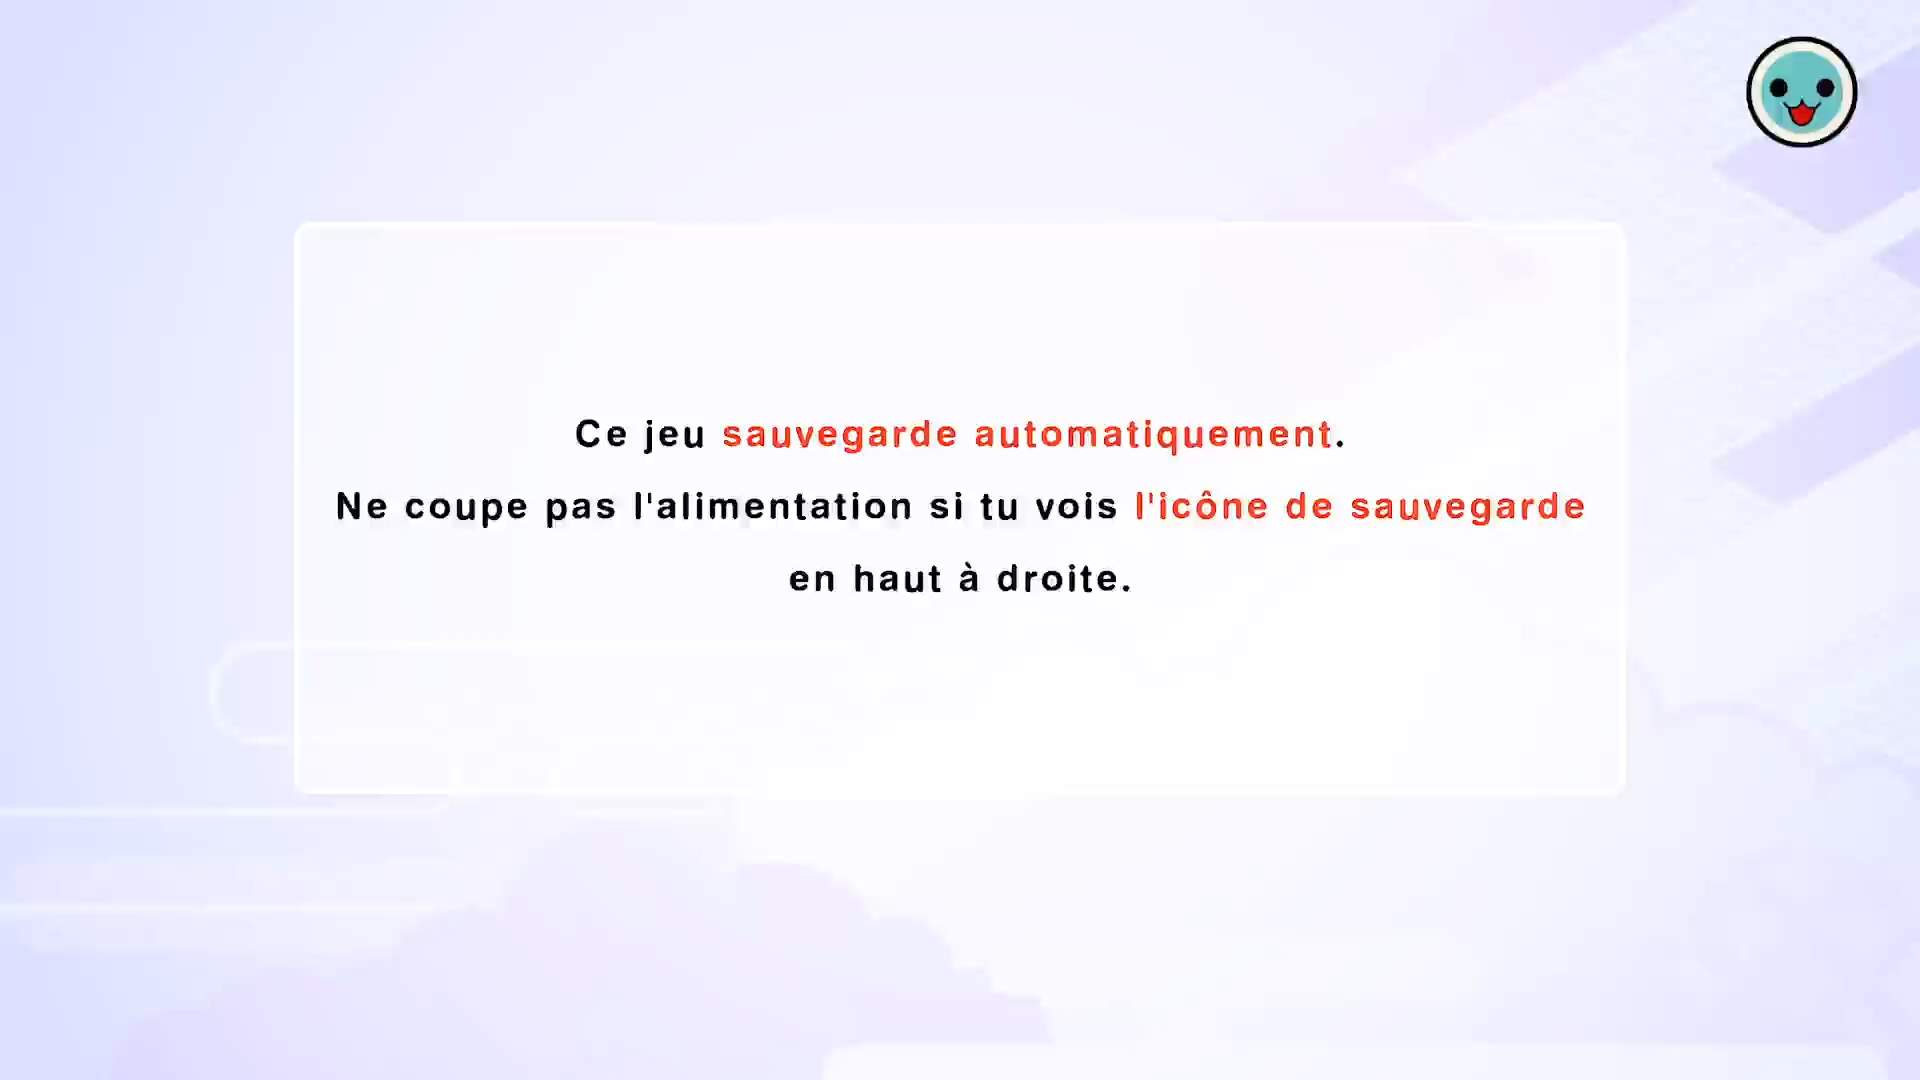 Ce jeu sauvegarde automatiquement.
Ne coupe pas l'alimentation si tu vois l'icône de sauvegarde
en haut à droite.